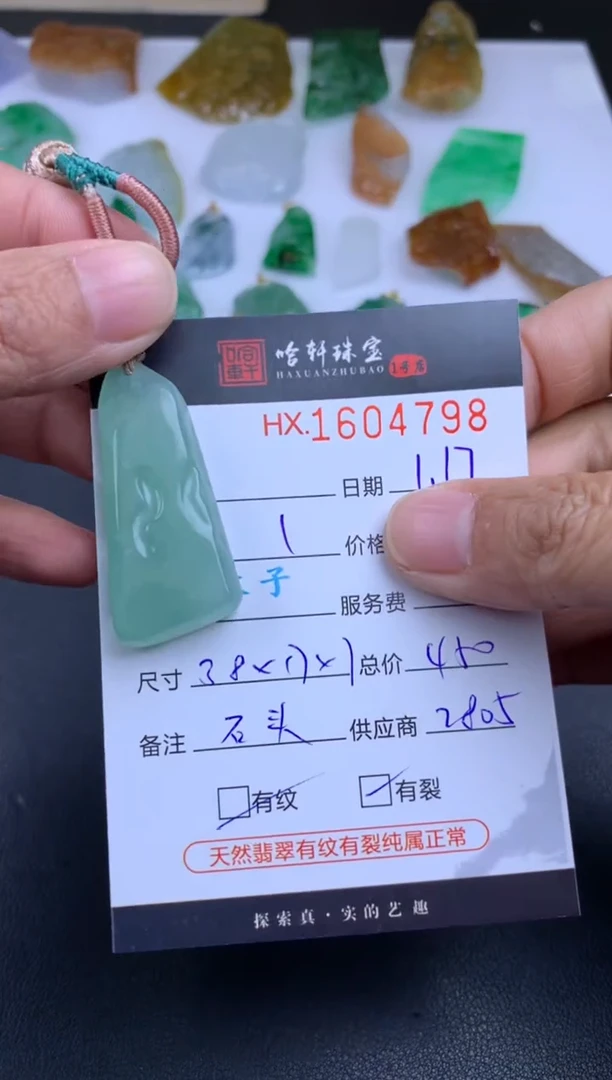 哈轩珠宝
HAXUANZHUBAO 1号店
HX.1604798
日期 1.17
1 价格
子
服务费
尺寸 38×17×7 总价 450
备注 石头 供应商 2805
有纹 有裂
天然翡翠有纹有裂纯属正常
探索真·实的艺趣